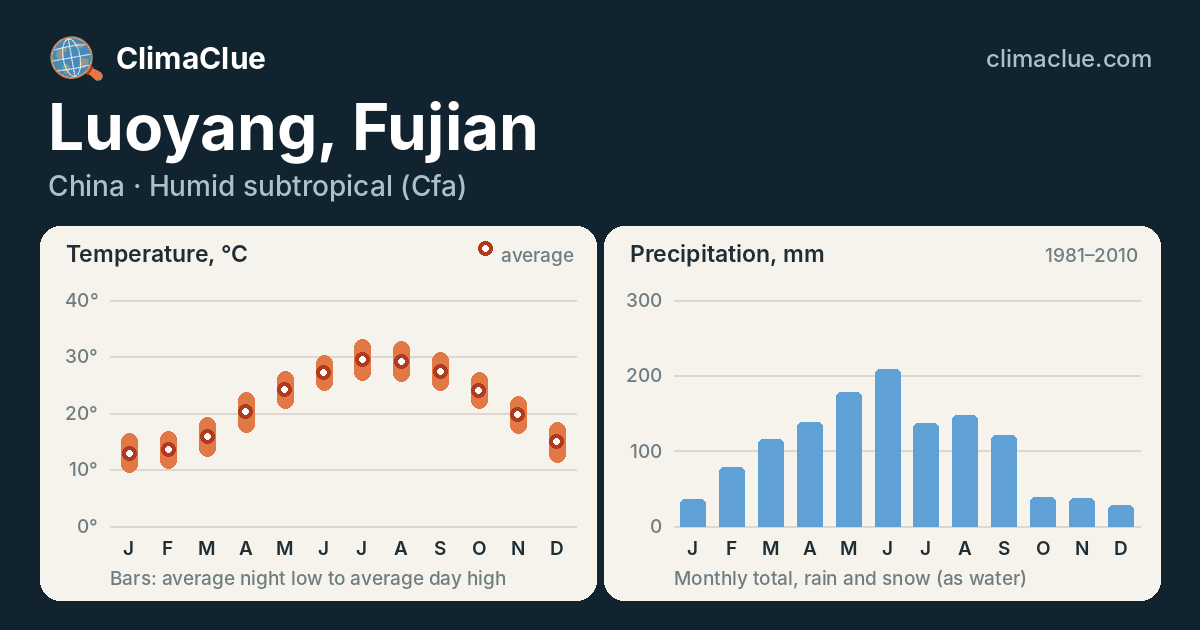 ClimaClue
climaclue.com
Luoyang, Fujian
China · Humid subtropical (Cfa)
Temperature, °C
average
40°
30°
20°
10°
0°
J F M A M J J A S O N D
Bars: average night low to average day high
Precipitation, mm
1981–2010
300
200
100
0
J F M A M J J A S O N D
Monthly total, rain and snow (as water)